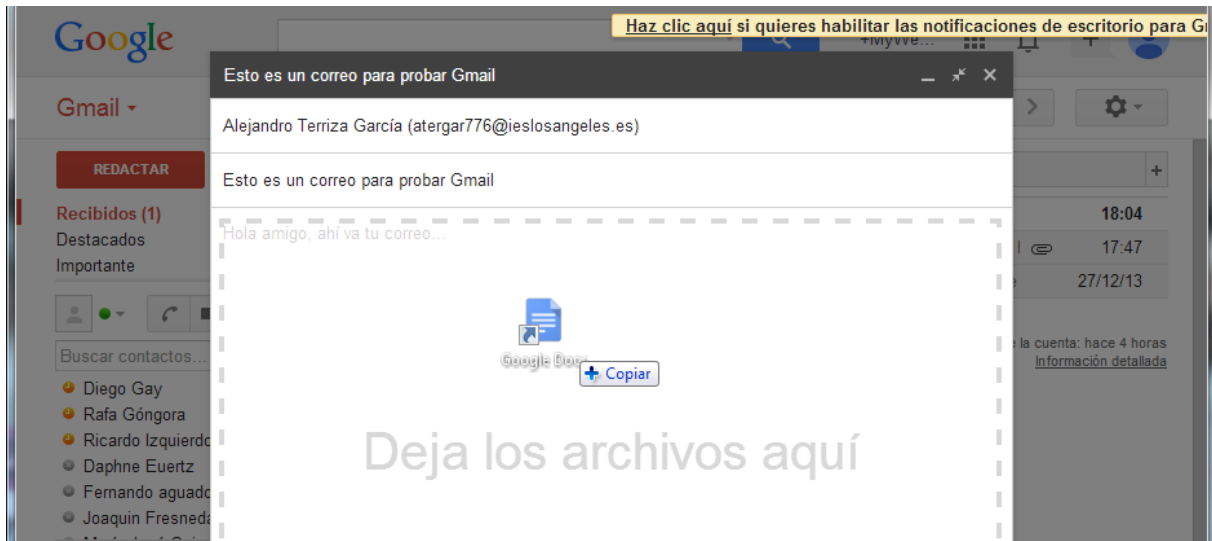 Haz clic aquí si quieres habilitar las notificaciones de escritorio para G
Google
+MyWe...
Esto es un correo para probar Gmail
Gmail
Alejandro Terriza García (atergar776@ieslosangeles.es)
REDACTAR
Esto es un correo para probar Gmail
Recibidos (1)
18:04
Destacados
Hola amigo, ahí va tu correo...
17:47
Importante
27/12/13
Google Docs
Copiar
la cuenta: hace 4 horas
Información detallada
Buscar contactos...
Diego Gay
Rafa Góngora
Ricardo Izquierdo
Deja los archivos aquí
Daphne Euertz
Fernando aguado
Joaquin Fresneda